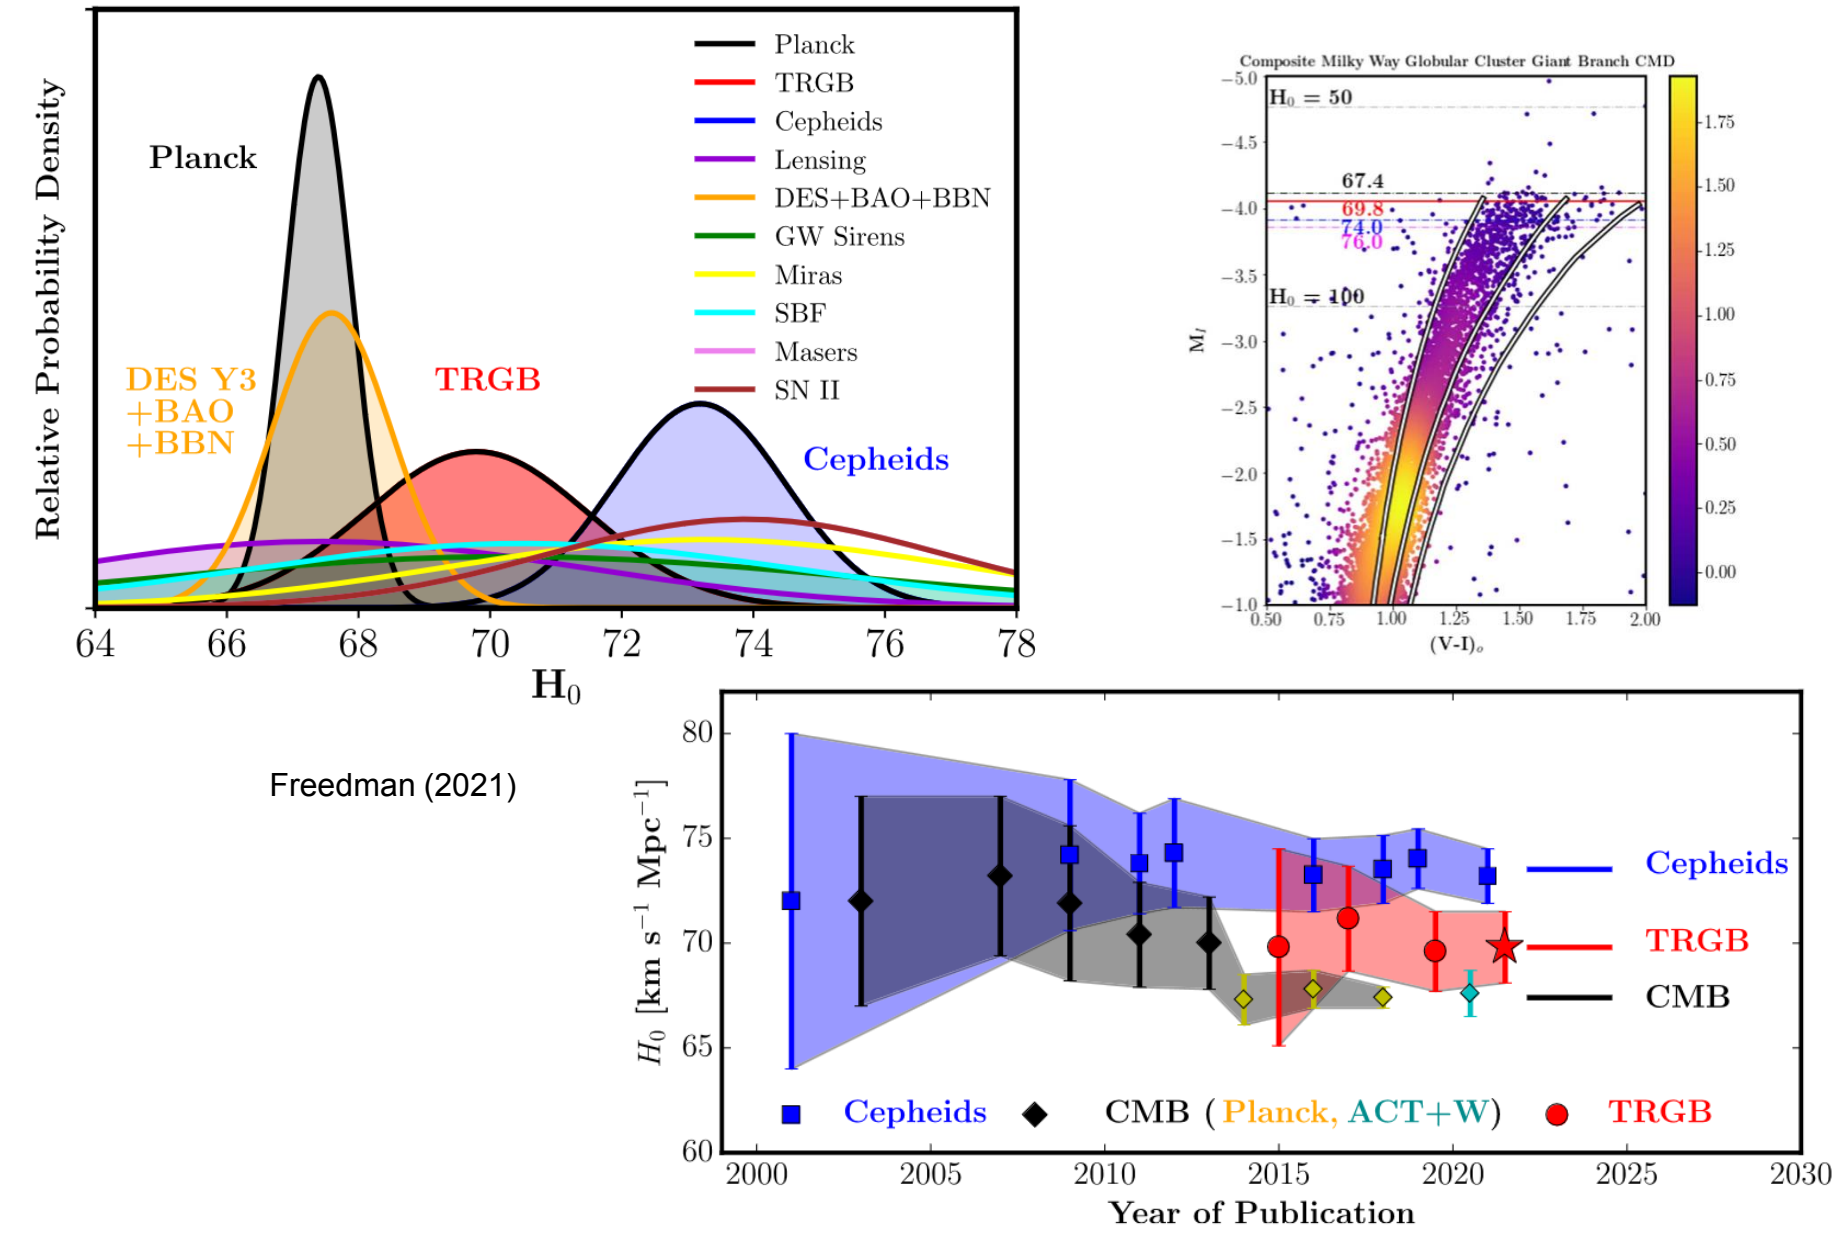 Relative Probability Density
Planck
TRGB
Cepheids
Lensing
DES+BAO+BBN
GW Sirens
Miras
SBF
Masers
SN II
Planck
DES Y3
+BAO
+BBN
TRGB
Cepheids
64 66 68 70 72 74 76 78
H₀
Composite Milky Way Globular Cluster Giant Branch CMD
−5.0
−4.5
−4.0
−3.5
−3.0
−2.5
−2.0
−1.5
−1.0
M_I
H₀ = 50
67.4
69.8
74.0
76.0
H₀ = 100
0.50 0.75 1.00 1.25 1.50 1.75 2.00
(V-I)ₒ
1.75
1.50
1.25
1.00
0.75
0.50
0.25
0.00
Freedman (2021)
H₀ [km s⁻¹ Mpc⁻¹]
80
75
70
65
60
Cepheids
TRGB
CMB
Cepheids CMB (Planck, ACT+W) TRGB
2000 2005 2010 2015 2020 2025 2030
Year of Publication